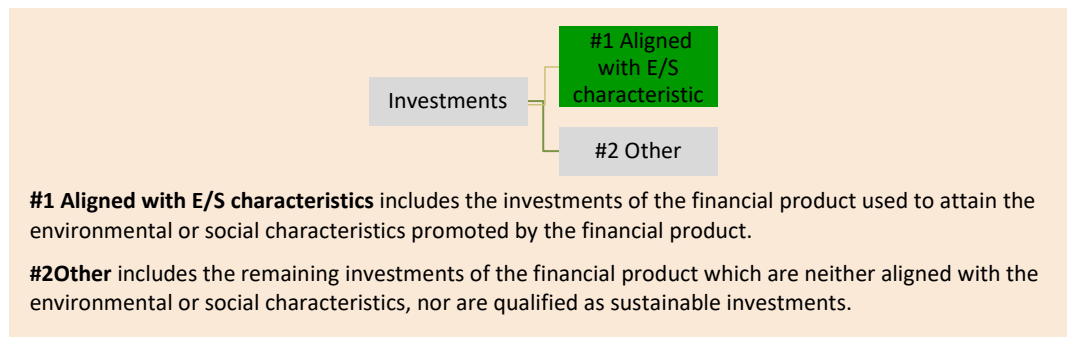 #1 Aligned
with E/S
characteristic
Investments
#2 Other
#1 Aligned with E/S characteristics includes the investments of the financial product used to attain the
environmental or social characteristics promoted by the financial product.
#2Other includes the remaining investments of the financial product which are neither aligned with the
environmental or social characteristics, nor are qualified as sustainable investments.